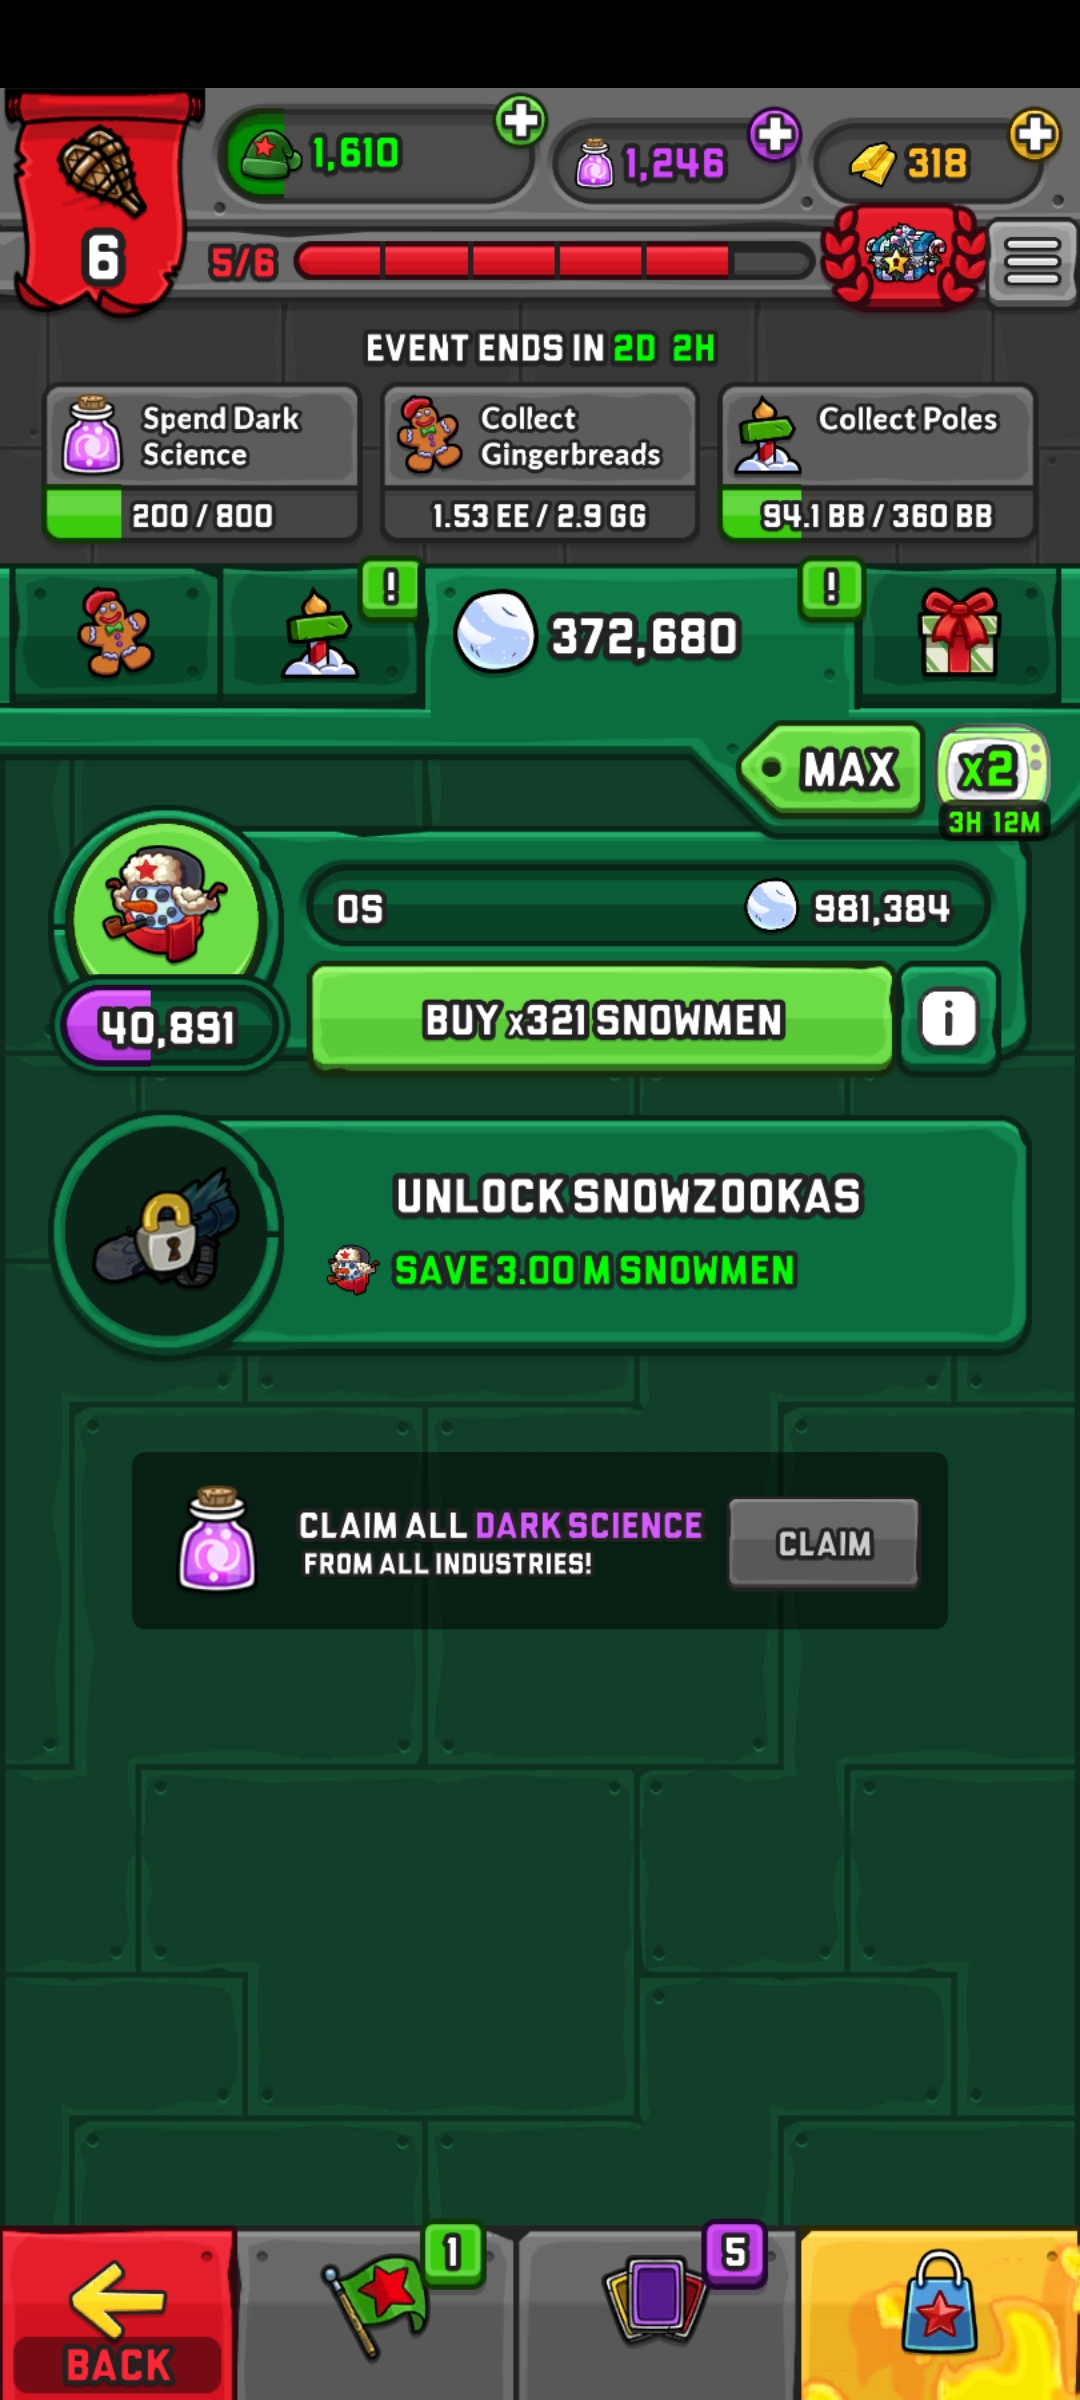 6
1,610
1,246
318
5/6
EVENT ENDS IN 2D 2H
Spend Dark
Science
200 / 800
Collect
Gingerbreads
1.53 EE / 2.9 GG
Collect Poles
94.1 BB / 360 BB
!
372,680
!
MAX
x2
3H 12M
0S
981,384
40,891
BUY x321 SNOWMEN
i
UNLOCK SNOWZOOKAS
SAVE 3.00 M SNOWMEN
CLAIM ALL DARK SCIENCE
FROM ALL INDUSTRIES!
CLAIM
1
5
BACK